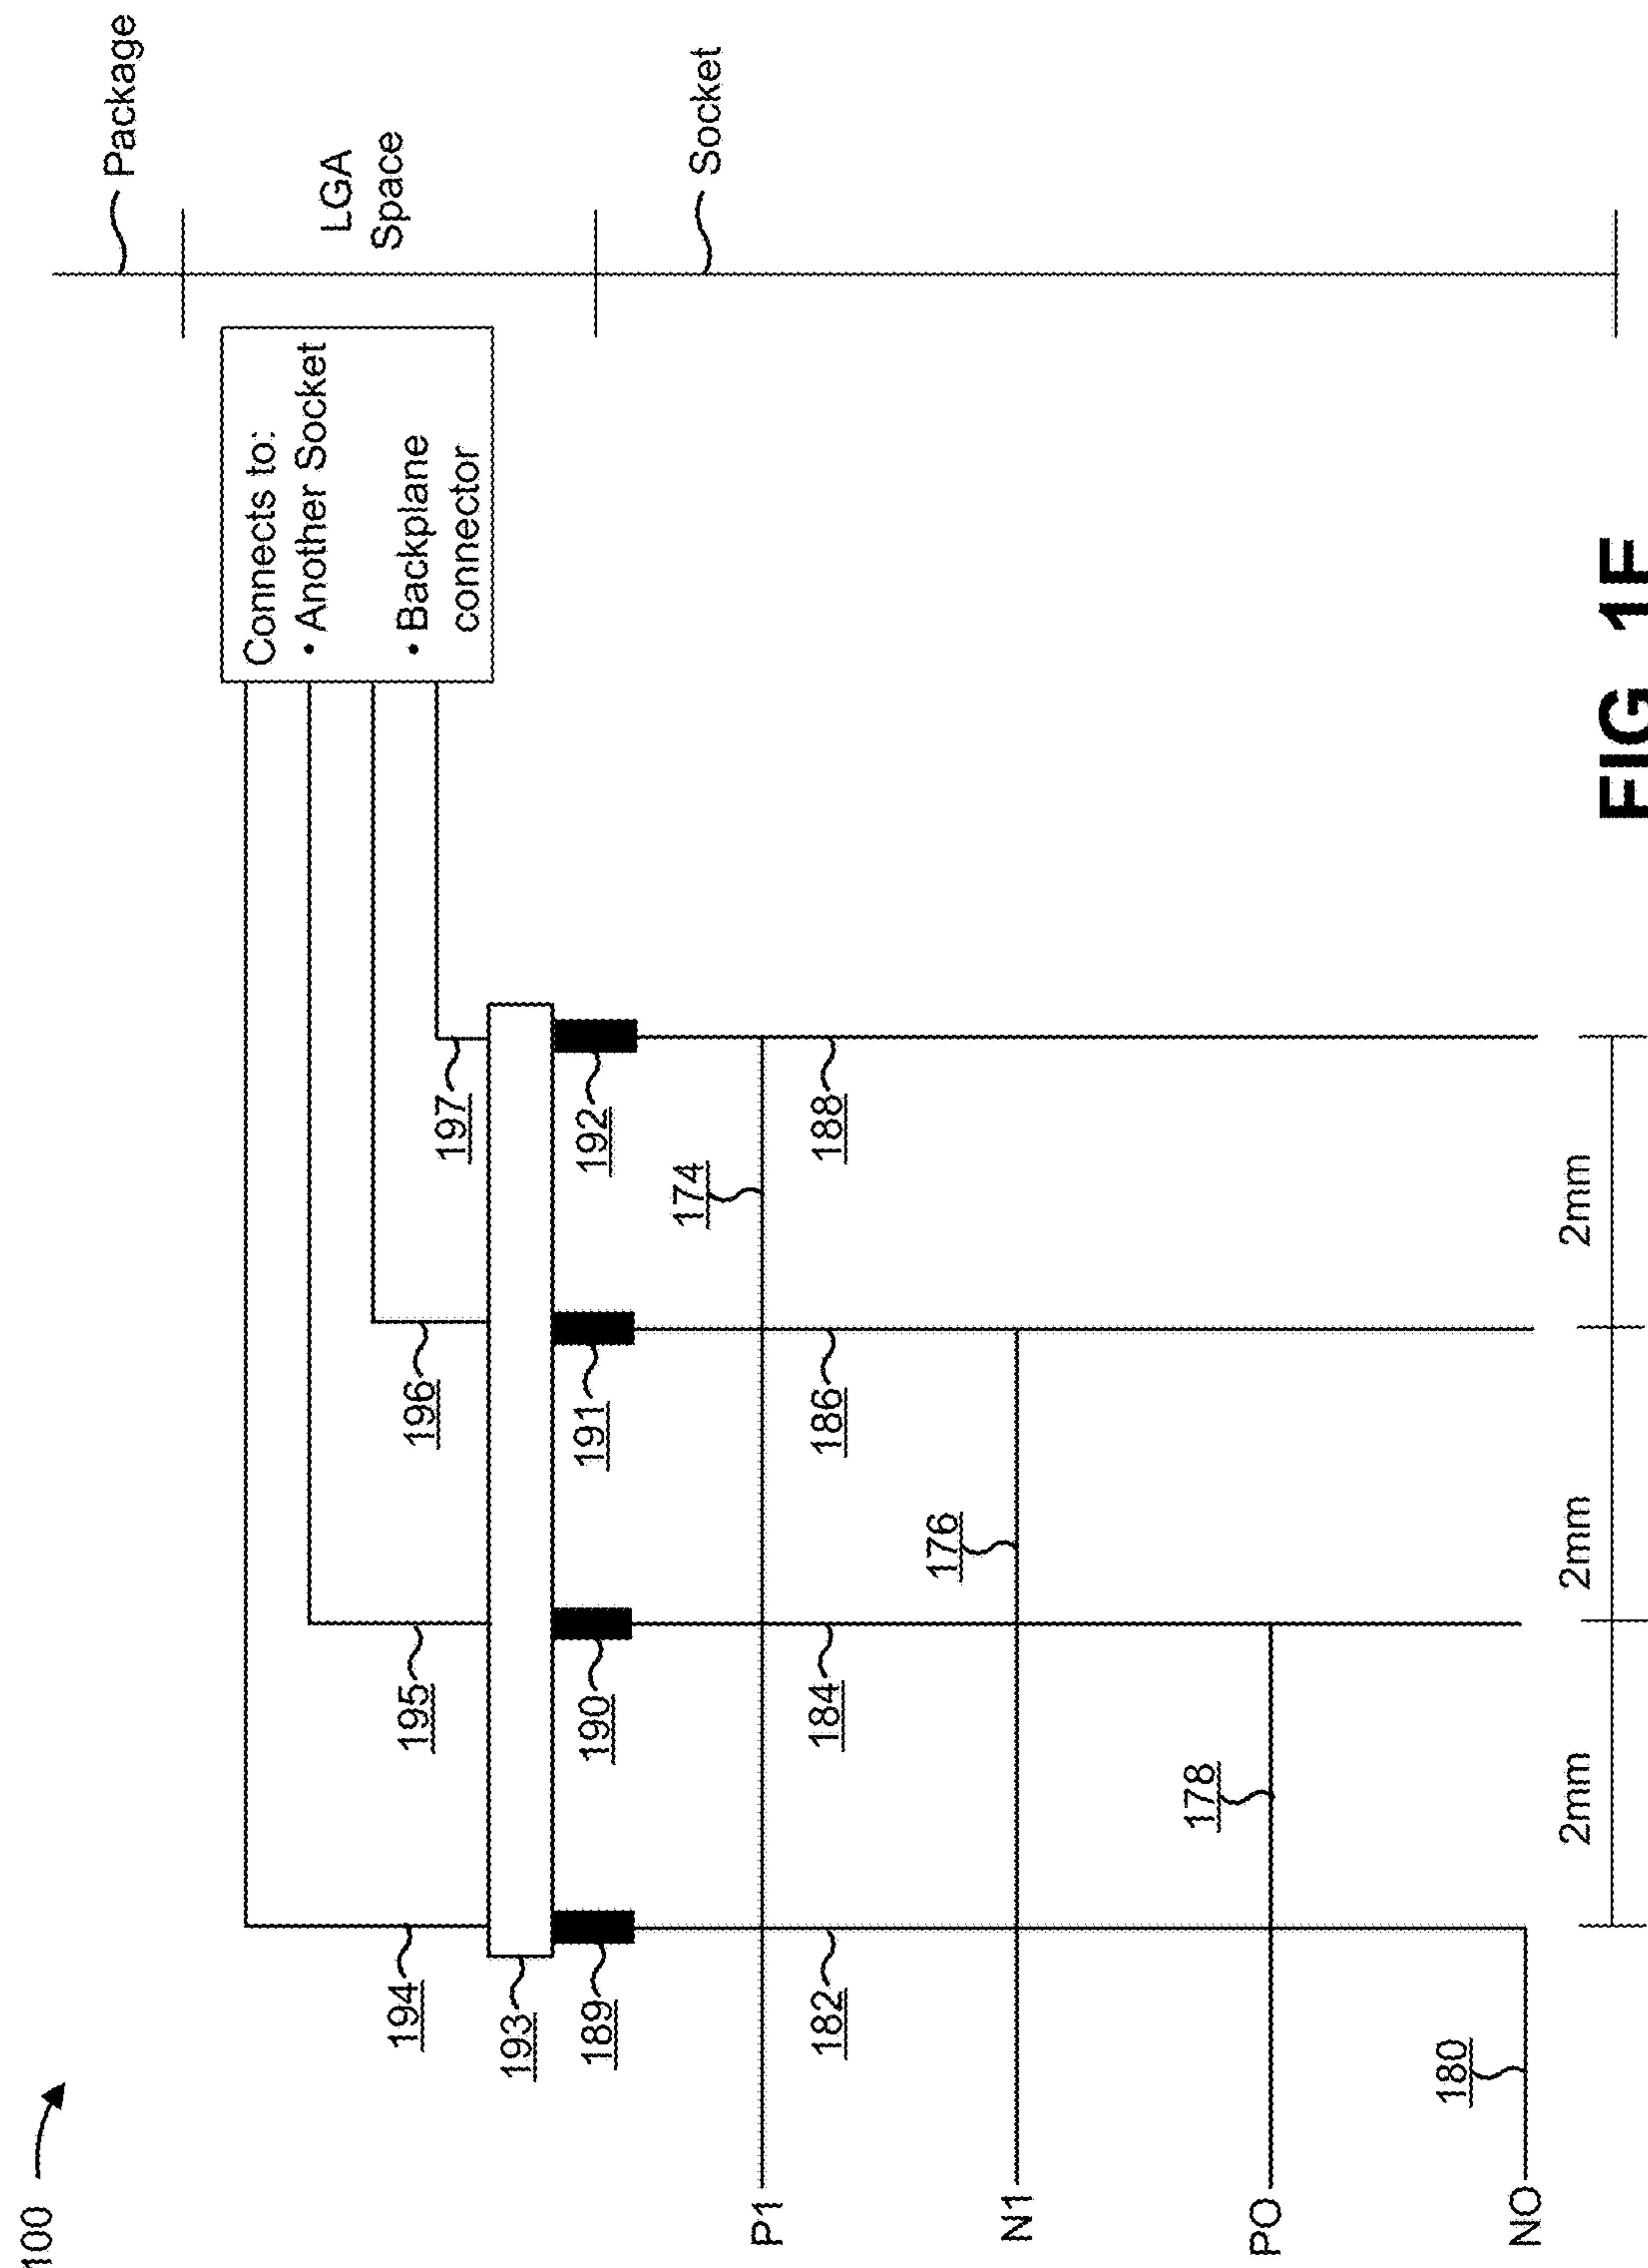 100
Package
Connects to:
• Another Socket
• Backplane
connector
LGA
Space
194
195
196
197
193
189
190
191
192
Socket
174
P1
182
184
186
188
176
N1
178
PO
180
NO
2mm
2mm
2mm
FIG